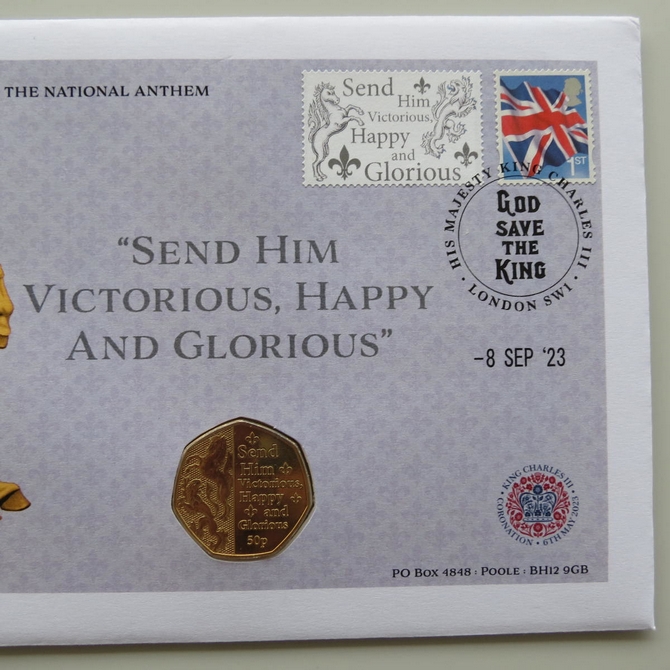 THE NATIONAL ANTHEM
Send
Him
Victorious,
Happy
and
Glorious
1ST
HIS MAJESTY KING CHARLES III
GOD
SAVE
THE
KING
· LONDON SW1 ·
-8 SEP '23
"SEND HIM
VICTORIOUS, HAPPY
AND GLORIOUS"
Send
Him
Victorious,
Happy
and
Glorious
50p
KING CHARLES III
· CORONATION · 6TH MAY 2023
PO BOX 4848 : POOLE : BH12 9GB